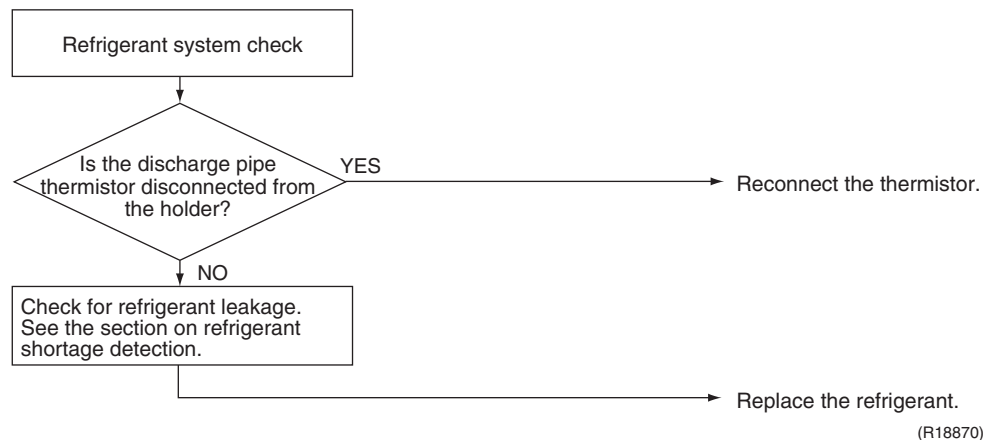 Refrigerant system check
Is the discharge pipe
thermistor disconnected from
the holder?
YES
Reconnect the thermistor.
NO
Check for refrigerant leakage.
See the section on refrigerant
shortage detection.
Replace the refrigerant.
(R18870)